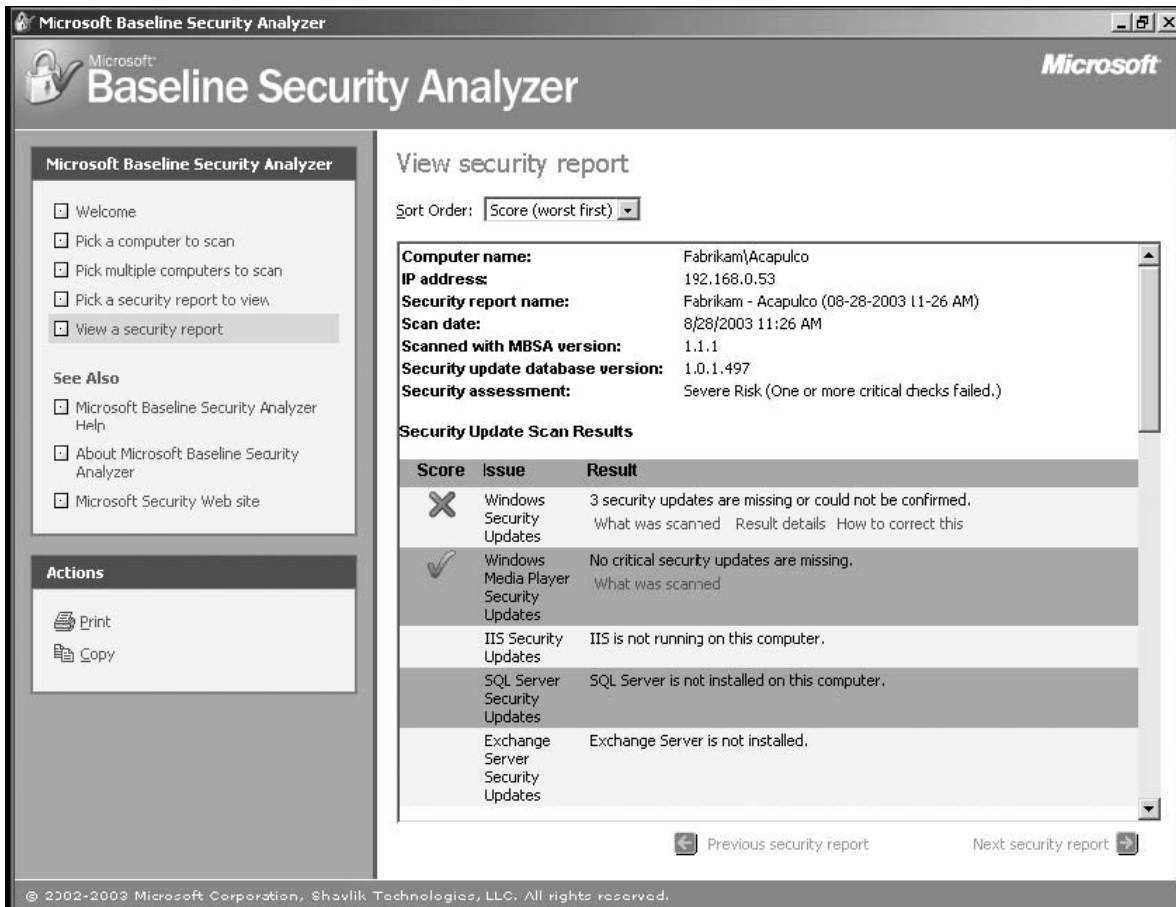 Microsoft Baseline Security Analyzer
Microsoft
Baseline Security Analyzer
Microsoft
Microsoft Baseline Security Analyzer
Welcome
Pick a computer to scan
Pick multiple computers to scan
Pick a security report to view
View a security report
See Also
Microsoft Baseline Security Analyzer
Help
About Microsoft Baseline Security
Analyzer
Microsoft Security Web site
Actions
Print
Copy
View security report
Sort Order: Score (worst first)
Computer name: Fabrikam\Acapulco
IP address: 192.168.0.53
Security report name: Fabrikam - Acapulco (08-28-2003 11-26 AM)
Scan date: 8/28/2003 11:26 AM
Scanned with MBSA version: 1.1.1
Security update database version: 1.0.1.497
Security assessment: Severe Risk (One or more critical checks failed.)
Security Update Scan Results
Score Issue Result
Windows
Security
Updates
3 security updates are missing or could not be confirmed.
What was scanned Result details How to correct this
Windows
Media Player
Security
Updates
No critical security updates are missing.
What was scanned
IIS Security
Updates
IIS is not running on this computer.
SQL Server
Security
Updates
SQL Server is not installed on this computer.
Exchange
Server
Security
Updates
Exchange Server is not installed.
Previous security report
Next security report
© 2002-2003 Microsoft Corporation, Shavlik Technologies, LLC. All rights reserved.